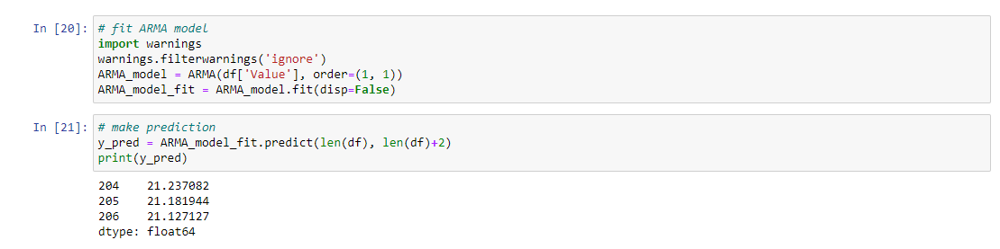 In [20]: # fit ARMA model
import warnings
warnings.filterwarnings('ignore')
ARMA_model = ARMA(df['Value'], order=(1, 1))
ARMA_model_fit = ARMA_model.fit(disp=False)
In [21]: # make prediction
y_pred = ARMA_model_fit.predict(len(df), len(df)+2)
print(y_pred)
204    21.237082
205    21.181944
206    21.127127
dtype: float64